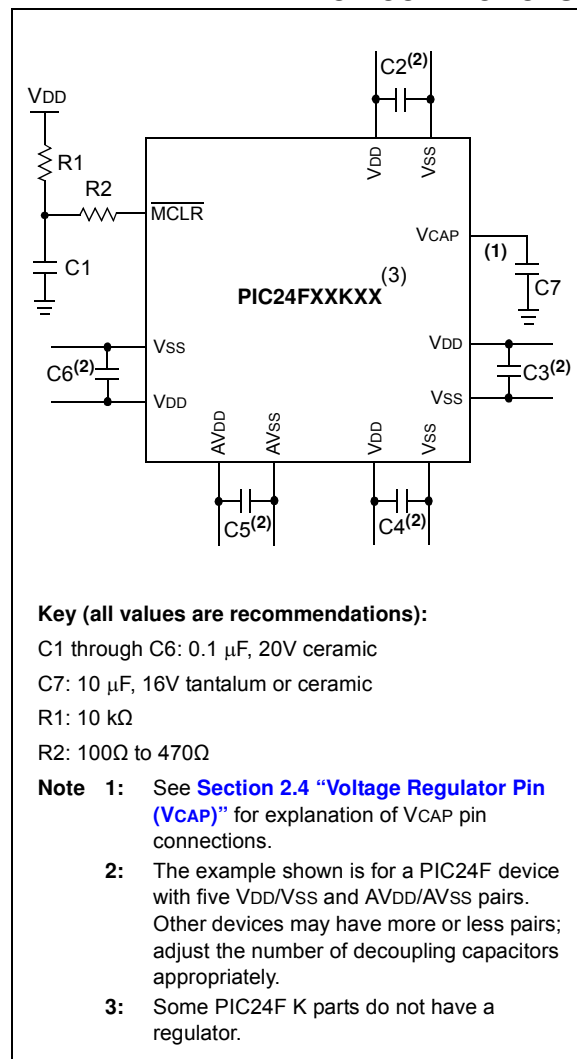 C2(2)
VDD
R1
R2
C1
MCLR
VDD
VSS
VCAP
(1)
C7
PIC24FXXKXX(3)
VSS
C6(2)
VDD
VDD
C3(2)
VSS
AVDD
AVSS
VDD
VSS
C5(2)
C4(2)
Key (all values are recommendations):
C1 through C6: 0.1 μF, 20V ceramic
C7: 10 μF, 16V tantalum or ceramic
R1: 10 kΩ
R2: 100Ω to 470Ω
Note 1: See Section 2.4 “Voltage Regulator Pin
(VCAP)” for explanation of VCAP pin
connections.
2: The example shown is for a PIC24F device
with five VDD/VSS and AVDD/AVSS pairs.
Other devices may have more or less pairs;
adjust the number of decoupling capacitors
appropriately.
3: Some PIC24F K parts do not have a
regulator.